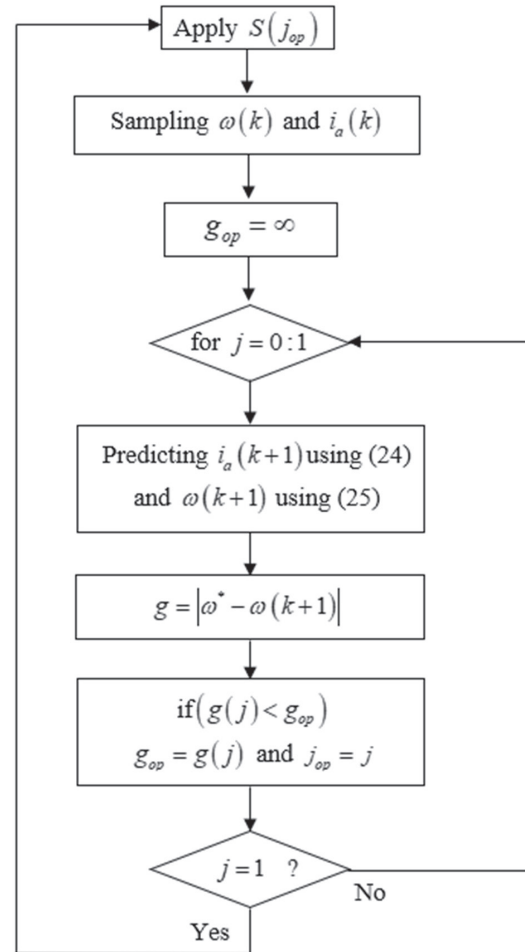 Apply S(j_op)
Sampling ω(k) and i_a(k)
g_op = ∞
for j = 0 : 1
Predicting i_a(k+1) using (24)
and ω(k+1) using (25)
g = |ω* − ω(k+1)|
if(g(j) < g_op)
g_op = g(j) and j_op = j
j = 1 ?
No
Yes